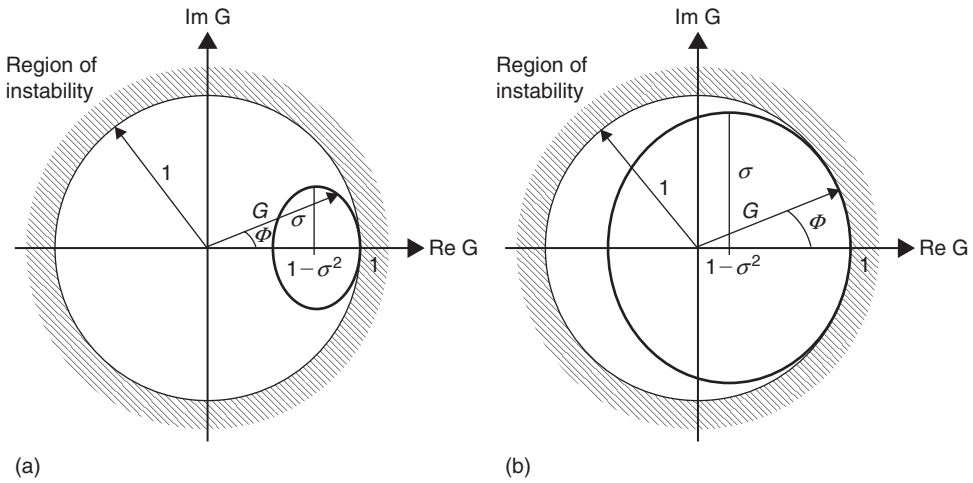 Im G
Region of
instability
1
G
σ
Φ
Re G
1−σ²
1
(a)
Im G
Region of
instability
1
σ
G
Φ
Re G
1−σ²
1
(b)